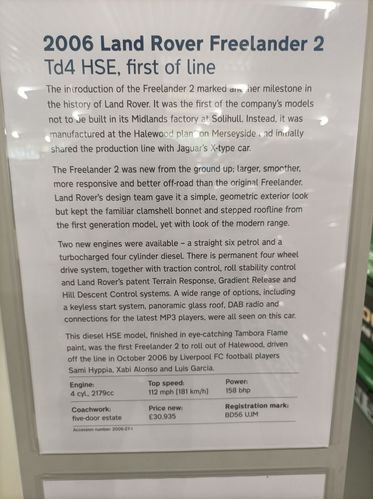 2006 Land Rover Freelander 2
Td4 HSE, first of line
The introduction of the Freelander 2 marked another milestone in
the history of Land Rover. It was the first of the company's models
not to be built in its Midlands factory at Solihull. Instead, it was
manufactured at the Halewood plant on Merseyside and initially
shared the production line with Jaguar's X-type car.
The Freelander 2 was new from the ground up; larger, smoother,
more responsive and better off-road than the original Freelander.
Land Rover's design team gave it a simple, geometric exterior look
but kept the familiar clamshell bonnet and stepped roofline from
the first generation model, yet with look of the modern range.
Two new engines were available – a straight six petrol and a
turbocharged four cylinder diesel. There is permanent four wheel
drive system, together with traction control, roll stability control
and Land Rover's patent Terrain Response, Gradient Release and
Hill Descent Control systems. A wide range of options, including
a keyless start system, panoramic glass roof, DAB radio and
connections for the latest MP3 players, were all seen on this car.
This diesel HSE model, finished in eye-catching Tambora Flame
paint, was the first Freelander 2 to roll out of Halewood, driven
off the line in October 2006 by Liverpool FC football players
Sami Hyypia, Xabi Alonso and Luis Garcia.
Engine: Top speed: Power:
4 cyl, 2179cc 112 mph [181 km/h] 158 bhp
Coachwork: Price new: Registration mark:
five-door estate £30,935 BD56 UJM
Accession number 2006-27-1